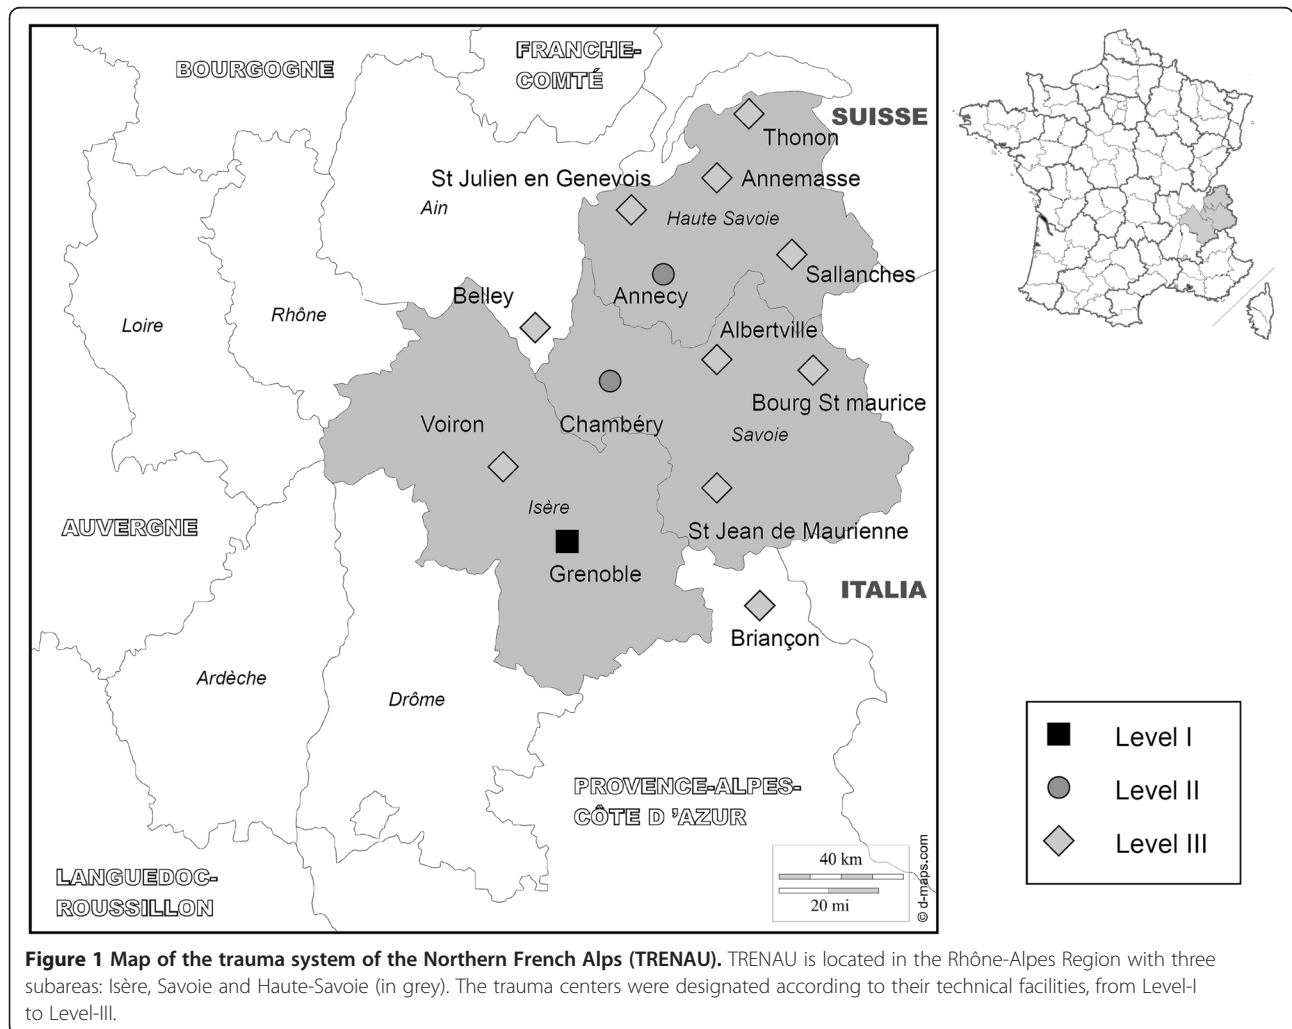 BOURGOGNE
FRANCHE-
COMTÉ
SUISSE
Thonon
St Julien en Genevois
Annemasse
Ain
Haute Savoie
Sallanches
Belley
Annecy
Loire
Rhône
Albertville
Bourg St maurice
Voiron
Chambéry
Savoie
Isère
AUVERGNE
St Jean de Maurienne
Grenoble
ITALIA
Briançon
Ardèche
Drôme
PROVENCE-ALPES-
CÔTE D 'AZUR
LANGUEDOC-
ROUSSILLON
40 km
20 mi
© d-maps.com
Level I
Level II
Level III
Figure 1 Map of the trauma system of the Northern French Alps (TRENAU). TRENAU is located in the Rhône-Alpes Region with three
subareas: Isère, Savoie and Haute-Savoie (in grey). The trauma centers were designated according to their technical facilities, from Level-I
to Level-III.